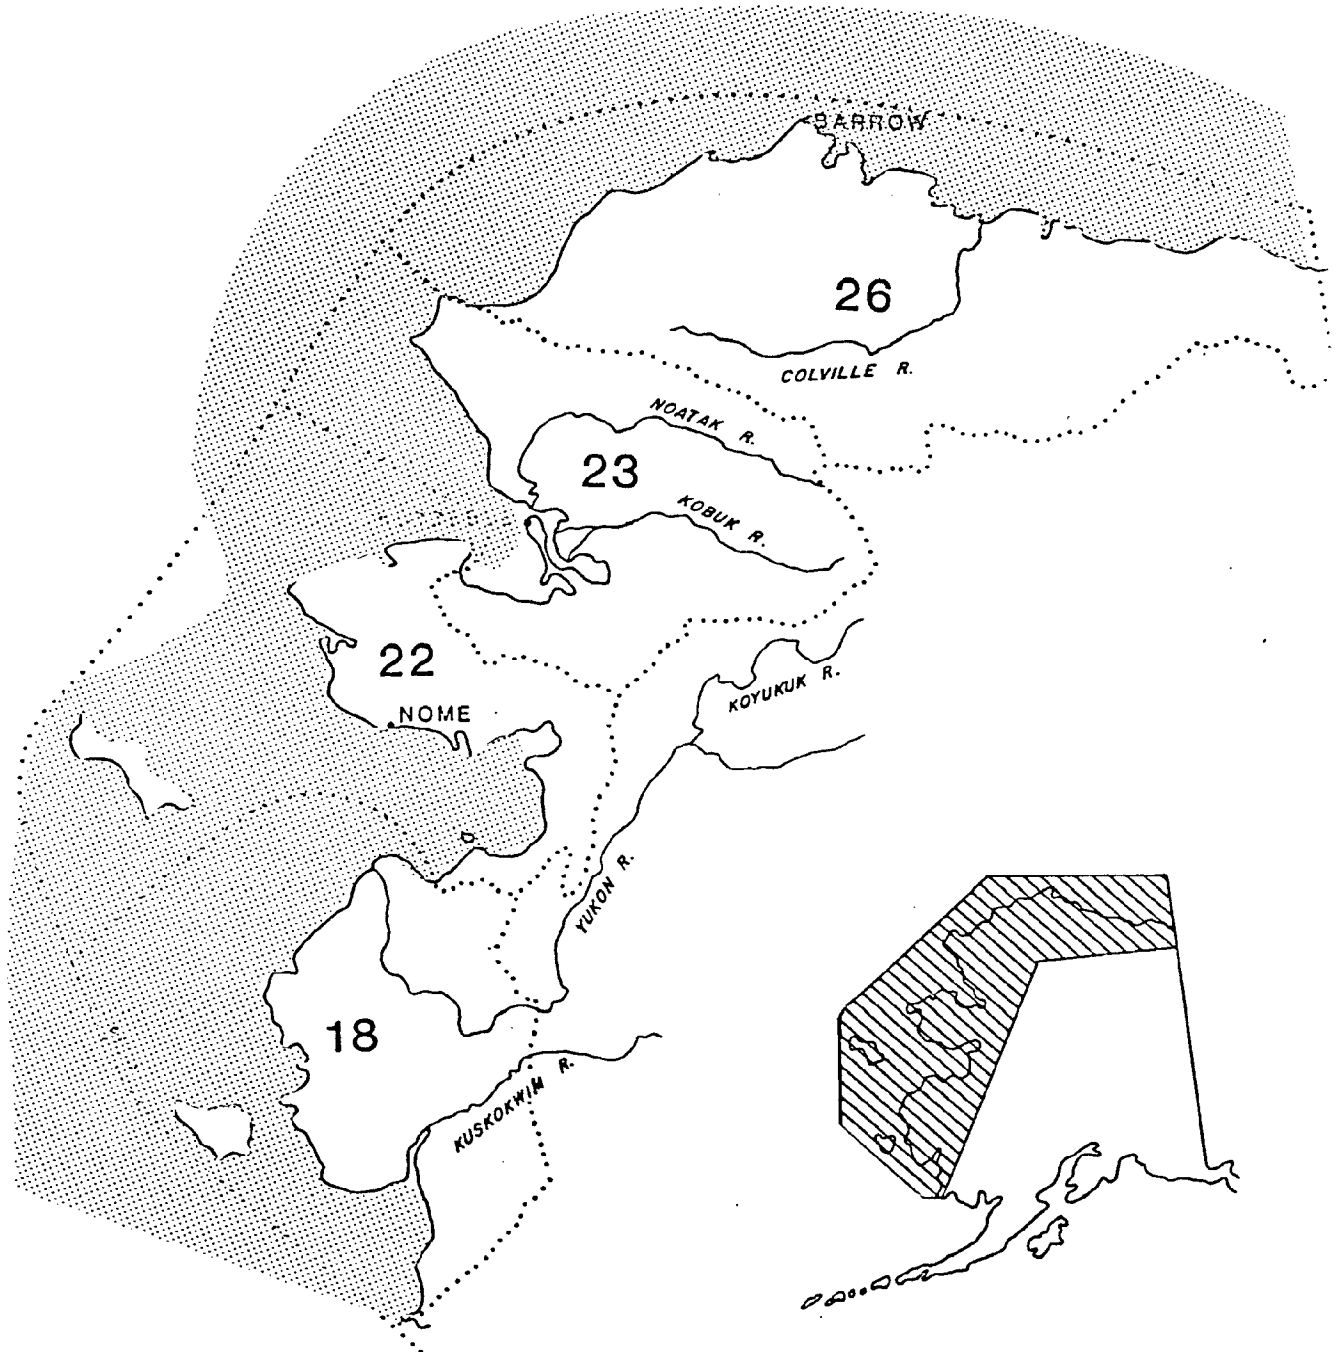 BARROW
26
COLVILLE R.
NOATAK R.
23
KOBUK R.
22
KOYUKUK R.
NOME
YUKON R.
18
KUSKOKWIM R.